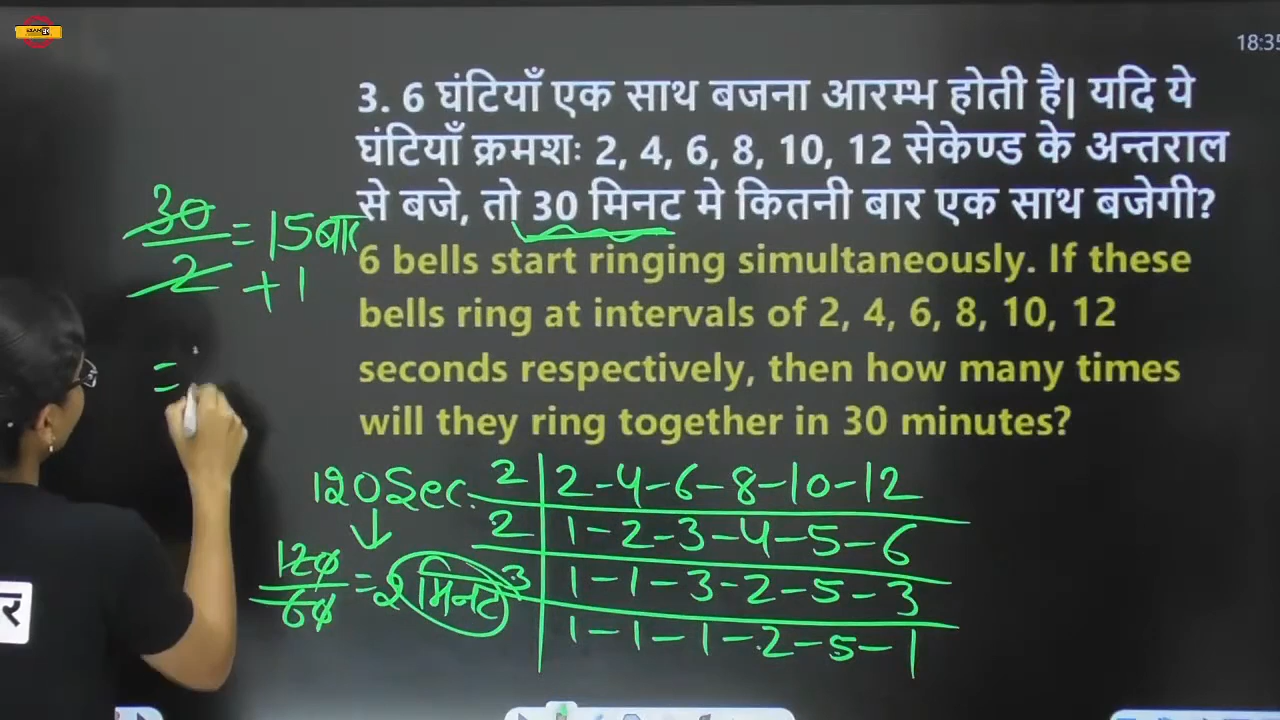 EXAM
18:35
3. 6 घंटियाँ एक साथ बजना आरम्भ होती है| यदि ये
घंटियाँ क्रमशः 2, 4, 6, 8, 10, 12 सेकेण्ड के अन्तराल
से बजे, तो 30 मिनट मे कितनी बार एक साथ बजेगी?
6 bells start ringing simultaneously. If these
bells ring at intervals of 2, 4, 6, 8, 10, 12
seconds respectively, then how many times
will they ring together in 30 minutes?
30/2 = 15 बार
+1
=
120 Sec.
120/60 = 2 मिनट
2 | 2-4-6-8-10-12
2 | 1-2-3-4-5-6
3 | 1-1-3-2-5-3
1-1-1-2-5-1
र